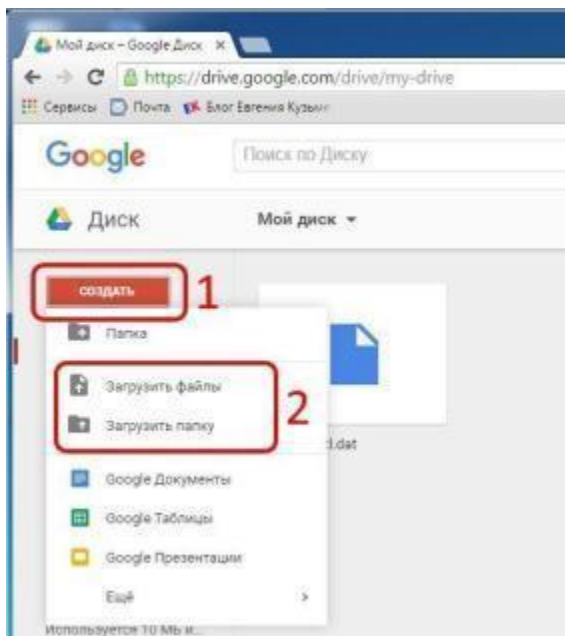 Мой диск – Google Диск
https://drive.google.com/drive/my-drive
Сервисы Почта Блог Евгения
Google Поиск по Диску
Диск Мой диск
СОЗДАТЬ 1
Папка
Загрузить файлы
2
Загрузить папку
l.dat
Google Документы
Google Таблицы
Google Презентации
Ещё
Используется 10 МБ и...